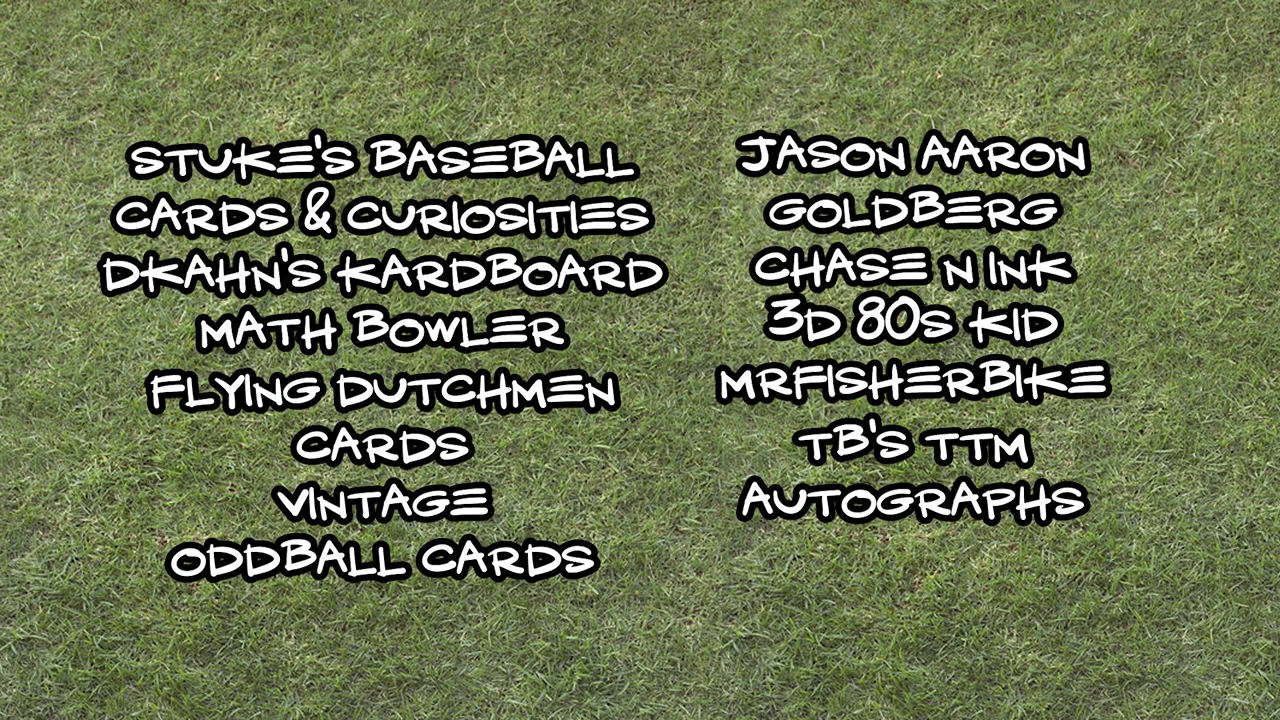 STUKE'S BASEBALL
CARDS & CURIOSITIES
DKAHN'S KARDBOARD
MATH BOWLER
FLYING DUTCHMEN
CARDS
VINTAGE
ODDBALL CARDS
JASON AARON
GOLDBERG
CHASE N INK
3D 80S KID
MRFISHERBIKE
TB'S TTM
AUTOGRAPHS